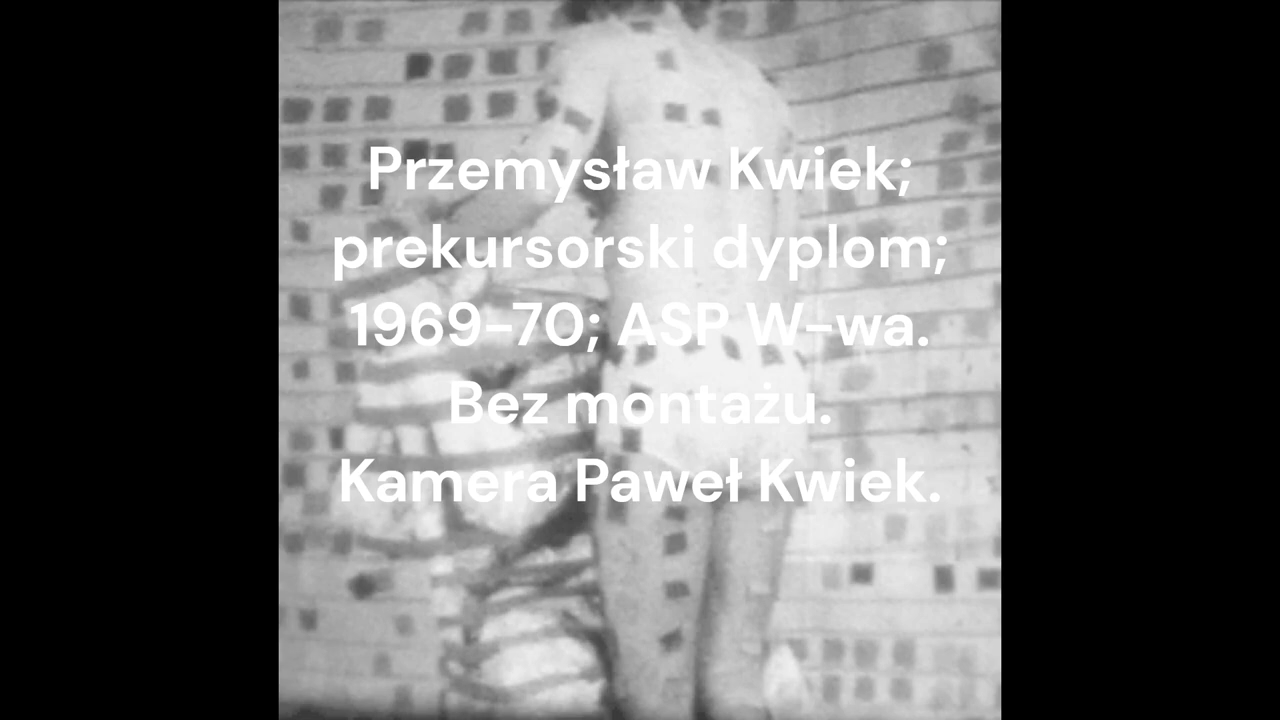 Przemysław Kwiek;
prekursorski dyplom;
1969-70; ASP W-wa.
Bez montażu.
Kamera Paweł Kwiek.